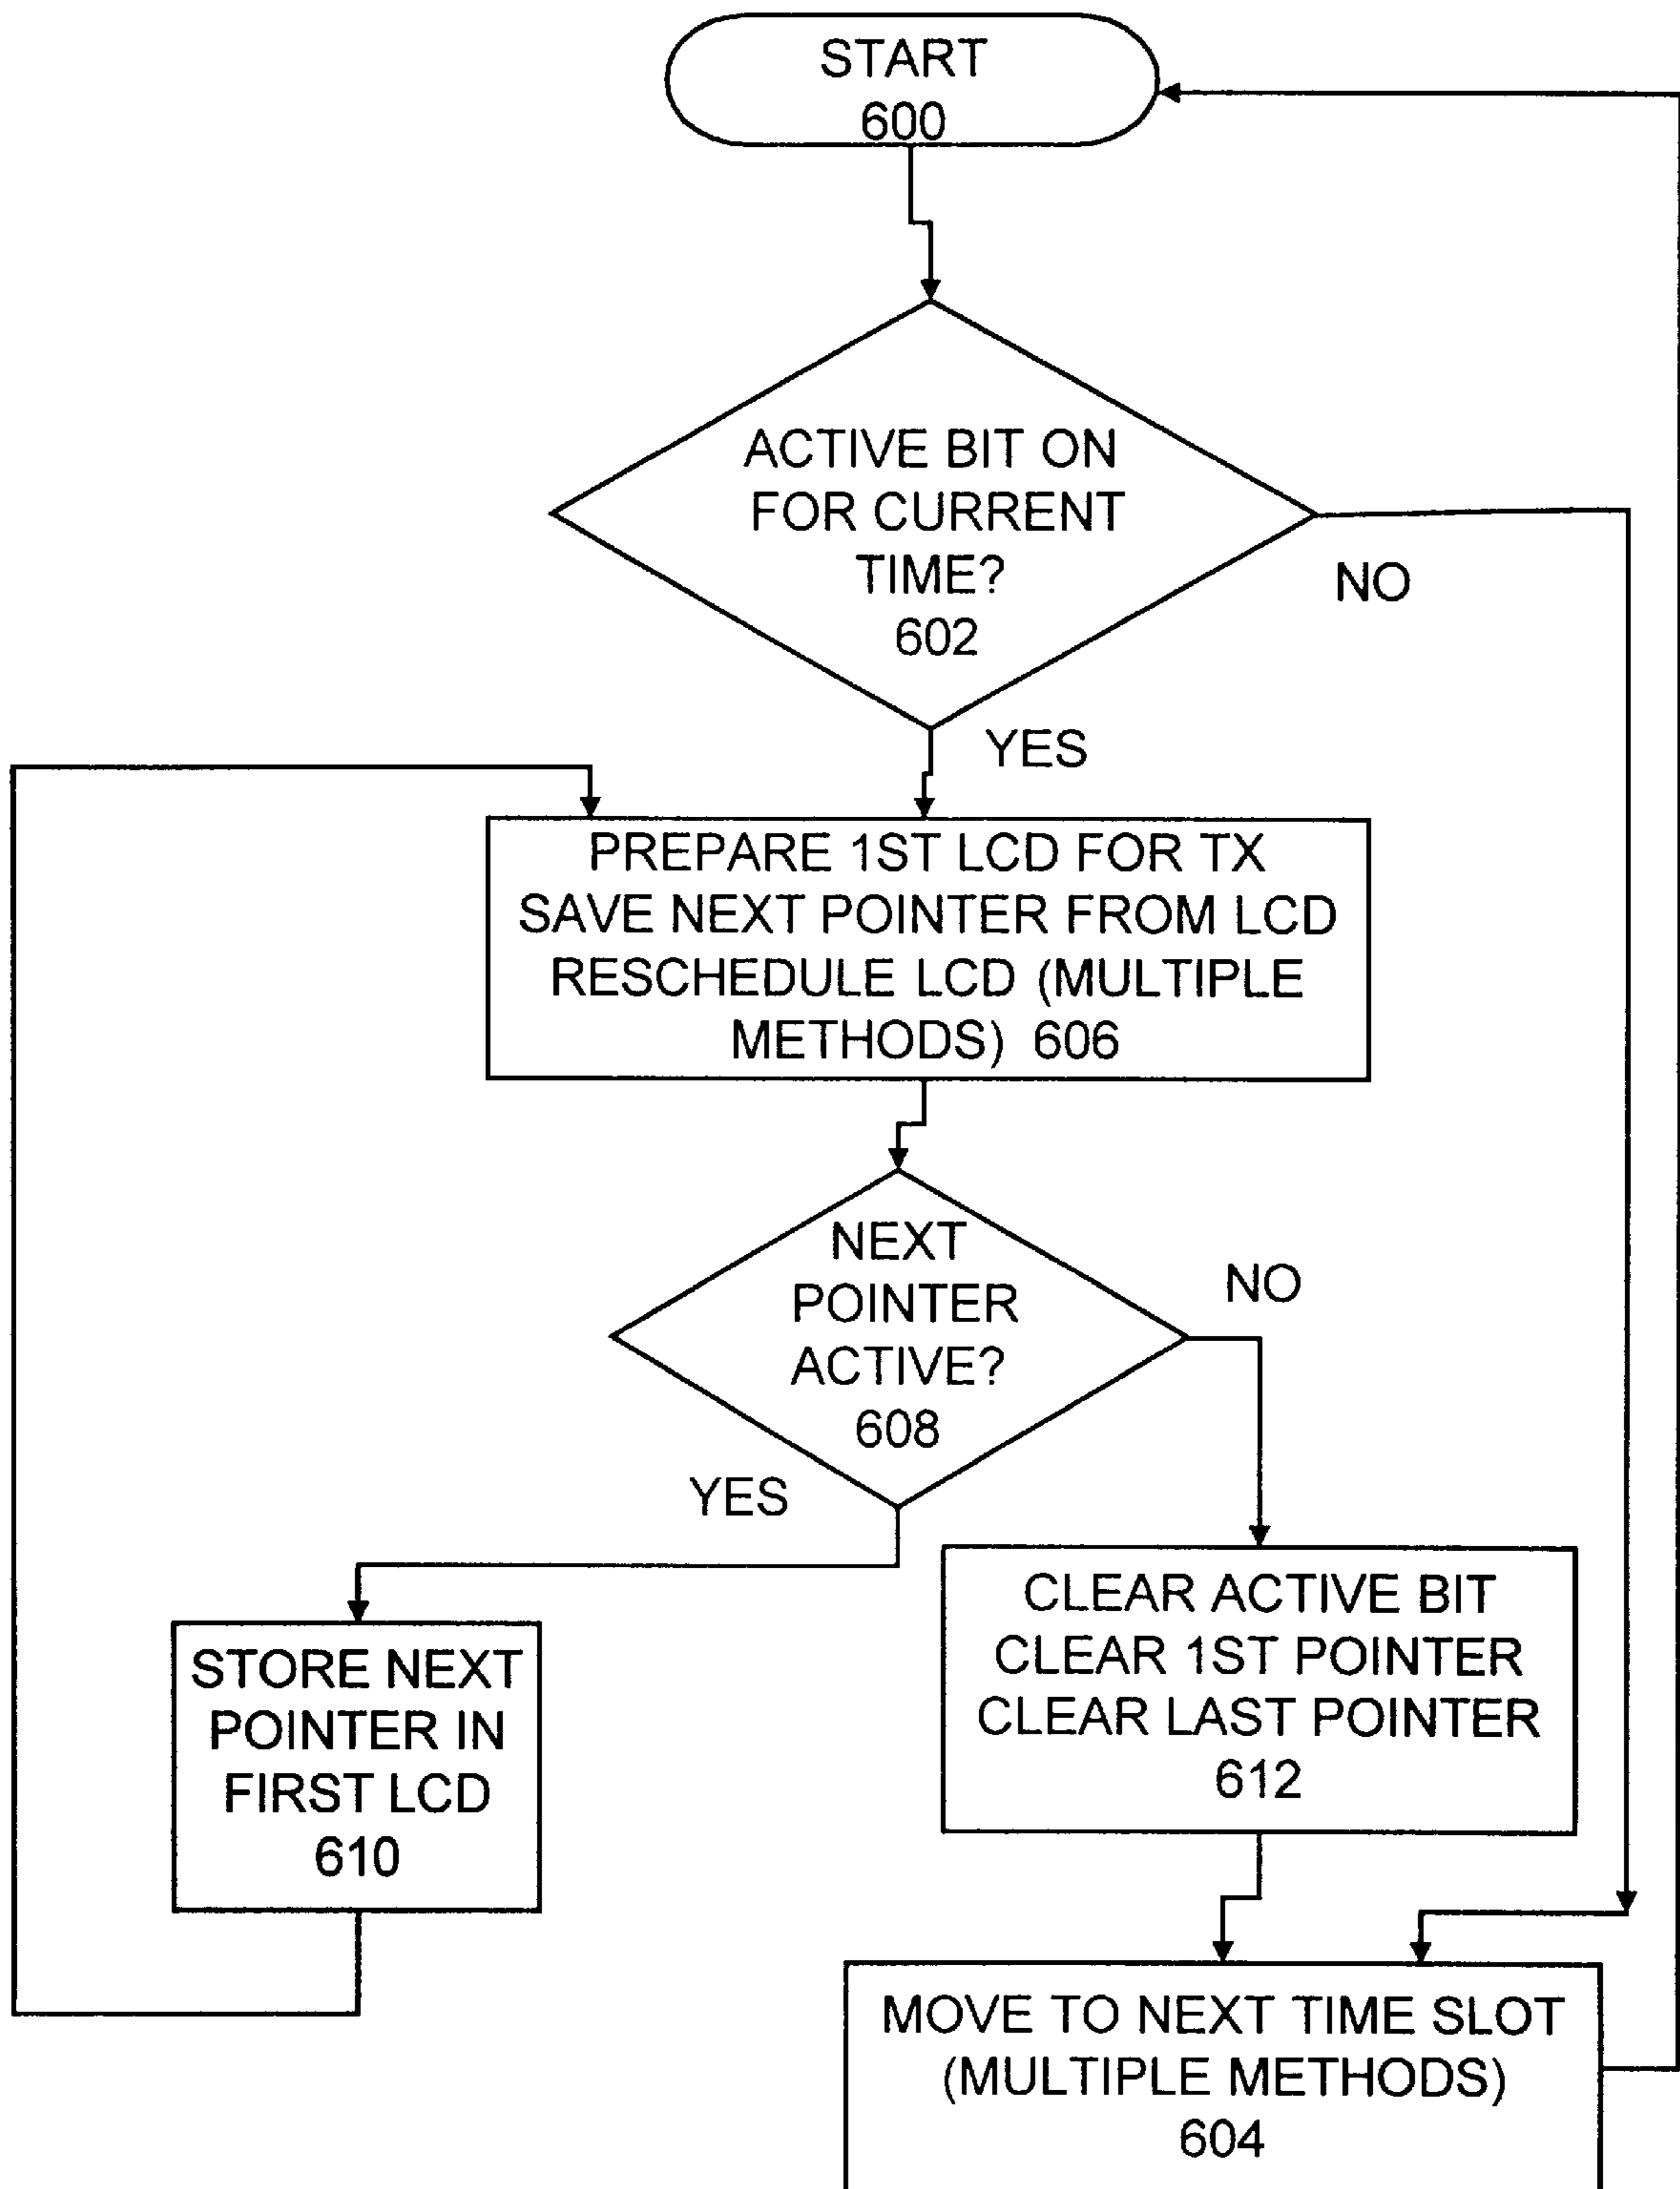 START
600
ACTIVE BIT ON
FOR CURRENT
TIME?
602
NO
YES
PREPARE 1ST LCD FOR TX
SAVE NEXT POINTER FROM LCD
RESCHEDULE LCD (MULTIPLE
METHODS) 606
NEXT
POINTER
ACTIVE?
608
NO
YES
STORE NEXT
POINTER IN
FIRST LCD
610
CLEAR ACTIVE BIT
CLEAR 1ST POINTER
CLEAR LAST POINTER
612
MOVE TO NEXT TIME SLOT
(MULTIPLE METHODS)
604